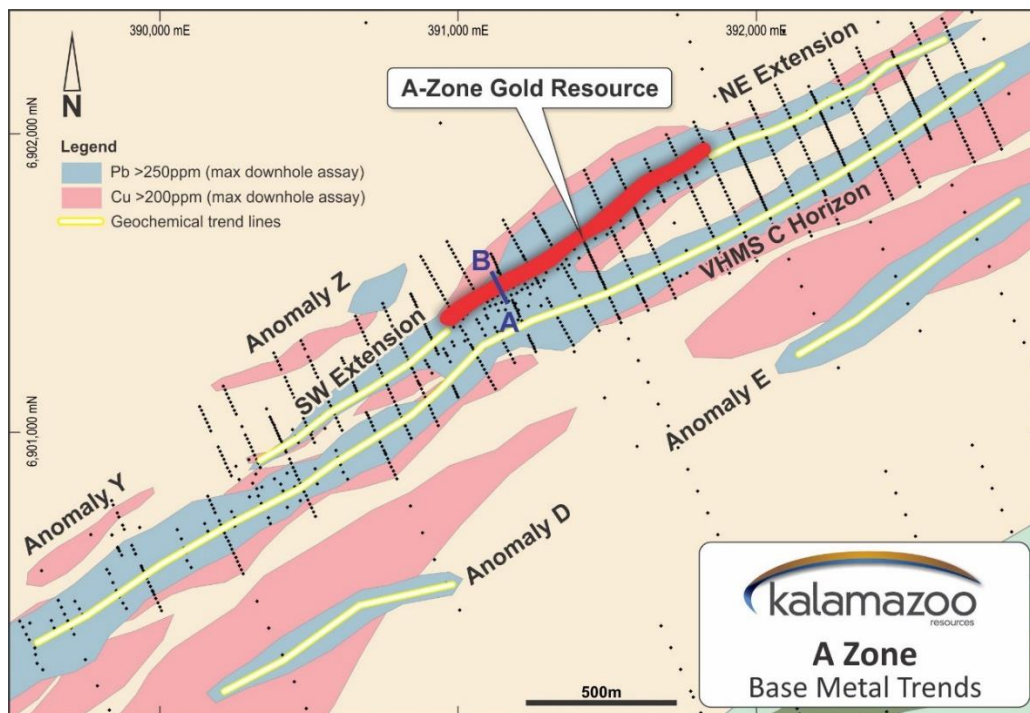 390,000 mE
391,000 mE
392,000 mE
N
6,902,000 mN
6,901,000 mN
Legend
Pb >250ppm (max downhole assay)
Cu >200ppm (max downhole assay)
Geochemical trend lines
A-Zone Gold Resource
NE Extension
VHMS C Horizon
B
A
Anomaly Z
SW Extension
Anomaly E
Anomaly Y
Anomaly D
500m
kalamazoo
resources
A Zone
Base Metal Trends